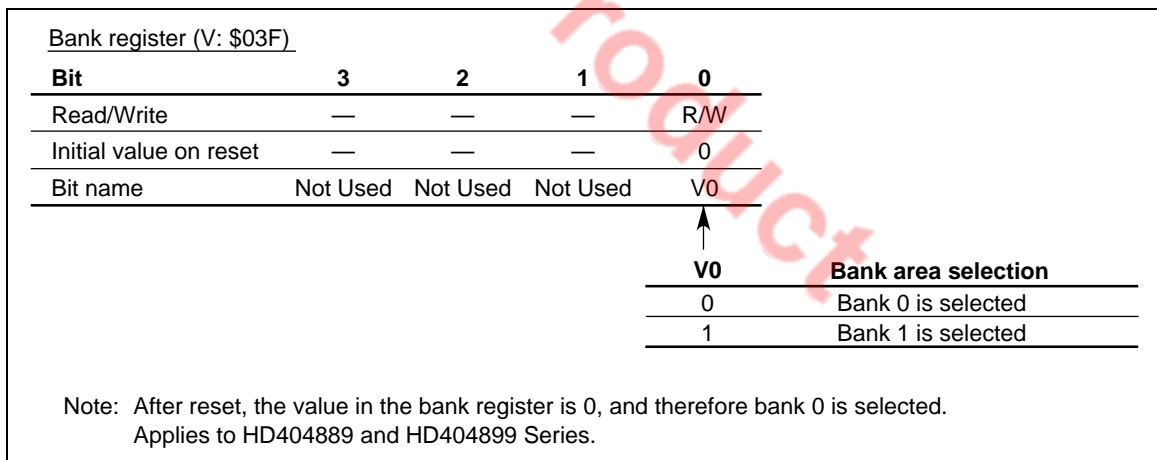 Bank register (V: $03F)
Bit 3 2 1 0
Read/Write — — — R/W
Initial value on reset — — — 0
Bit name Not Used Not Used Not Used V0
V0 Bank area selection
0 Bank 0 is selected
1 Bank 1 is selected
Note: After reset, the value in the bank register is 0, and therefore bank 0 is selected.
Applies to HD404889 and HD404899 Series.
roduct